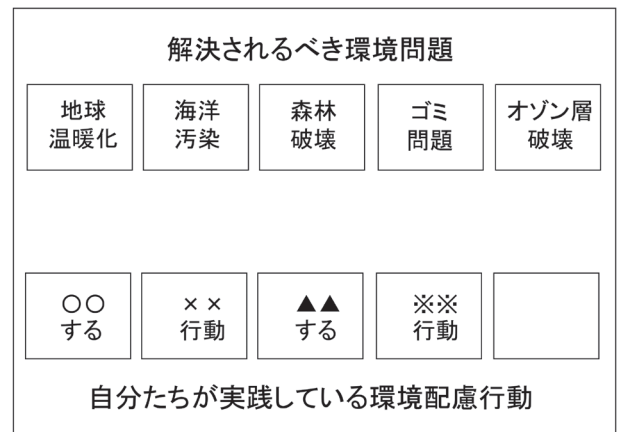 解決されるべき環境問題
地球
温暖化
海洋
汚染
森林
破壊
ゴミ
問題
オゾン層
破壊
○○
する
××
行動
▲▲
する
※※
行動
自分たちが実践している環境配慮行動